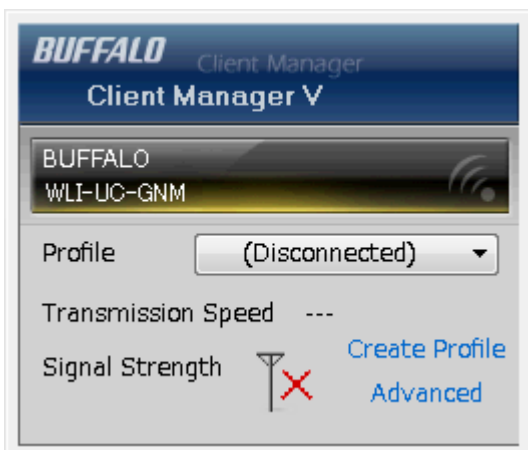 BUFFALO Client Manager
Client Manager V
BUFFALO
WLI-UC-GNM
Profile (Disconnected)
Transmission Speed ---
Signal Strength
Create Profile
Advanced